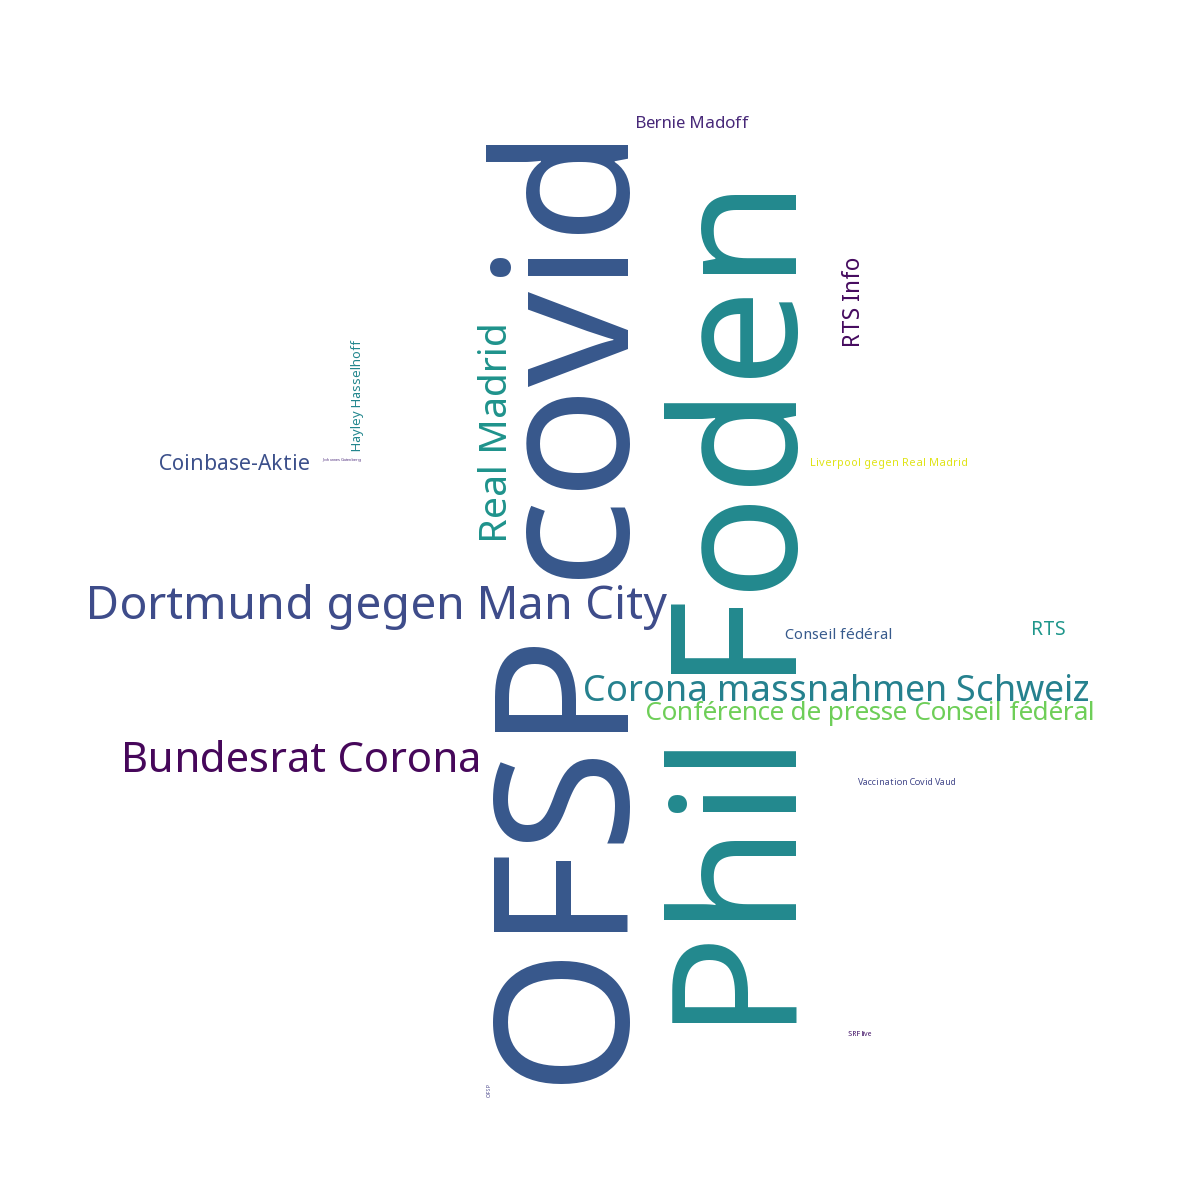 Bernie Madoff
OFSP covid
Phil Foden
RTS Info
Real Madrid
Hayley Hasselhoff
Coinbase-Aktie
Johannes Gutenberg
Liverpool gegen Real Madrid
Dortmund gegen Man City
Conseil fédéral
RTS
Corona massnahmen Schweiz
Conférence de presse Conseil fédéral
Bundesrat Corona
Vaccination Covid Vaud
SRF live
OFSP